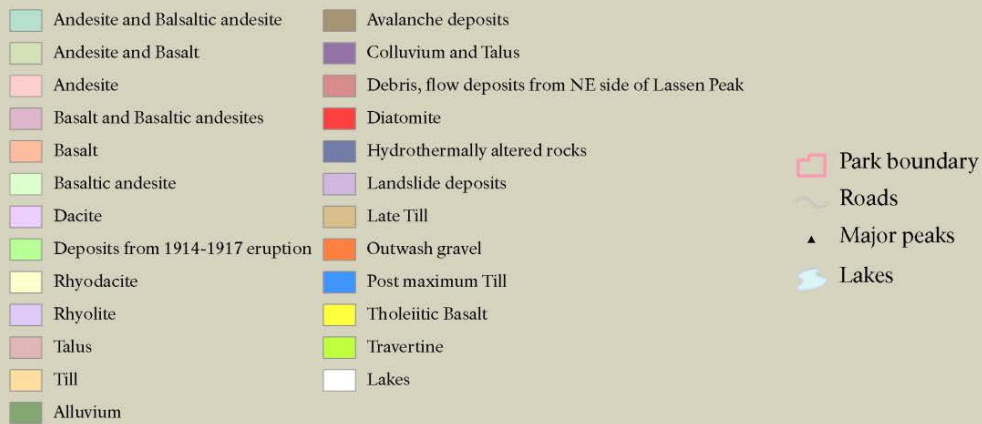 Andesite and Balsaltic andesite
Andesite and Basalt
Andesite
Basalt and Basaltic andesites
Basalt
Basaltic andesite
Dacite
Deposits from 1914-1917 eruption
Rhyodacite
Rhyolite
Talus
Till
Alluvium
Avalanche deposits
Colluvium and Talus
Debris, flow deposits from NE side of Lassen Peak
Diatomite
Hydrothermally altered rocks
Landslide deposits
Late Till
Outwash gravel
Post maximum Till
Tholeiitic Basalt
Travertine
Lakes
Park boundary
Roads
Major peaks
Lakes